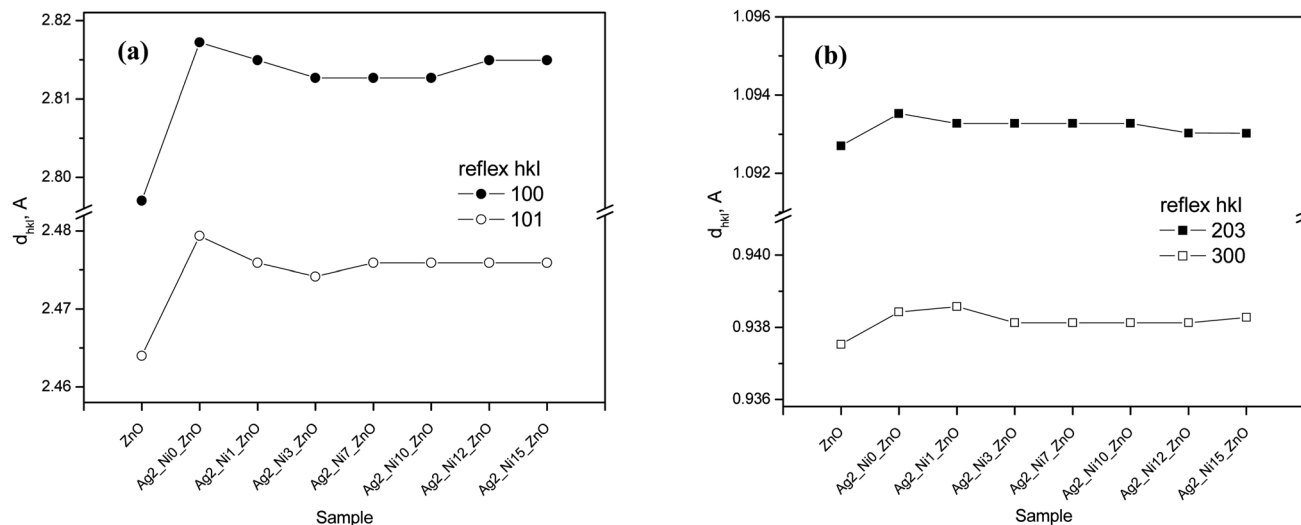 (a)
2.82
2.81
2.80
2.48
2.47
2.46
d_hkl, A
reflex hkl
100
101
ZnO
Ag2_Ni0_ZnO
Ag2_Ni1_ZnO
Ag2_Ni3_ZnO
Ag2_Ni7_ZnO
Ag2_Ni10_ZnO
Ag2_Ni12_ZnO
Ag2_Ni15_ZnO
Sample
(b)
1.096
1.094
1.092
0.940
0.938
0.936
d_hkl, A
reflex hkl
203
300
ZnO
Ag2_Ni0_ZnO
Ag2_Ni1_ZnO
Ag2_Ni3_ZnO
Ag2_Ni7_ZnO
Ag2_Ni10_ZnO
Ag2_Ni12_ZnO
Ag2_Ni15_ZnO
Sample